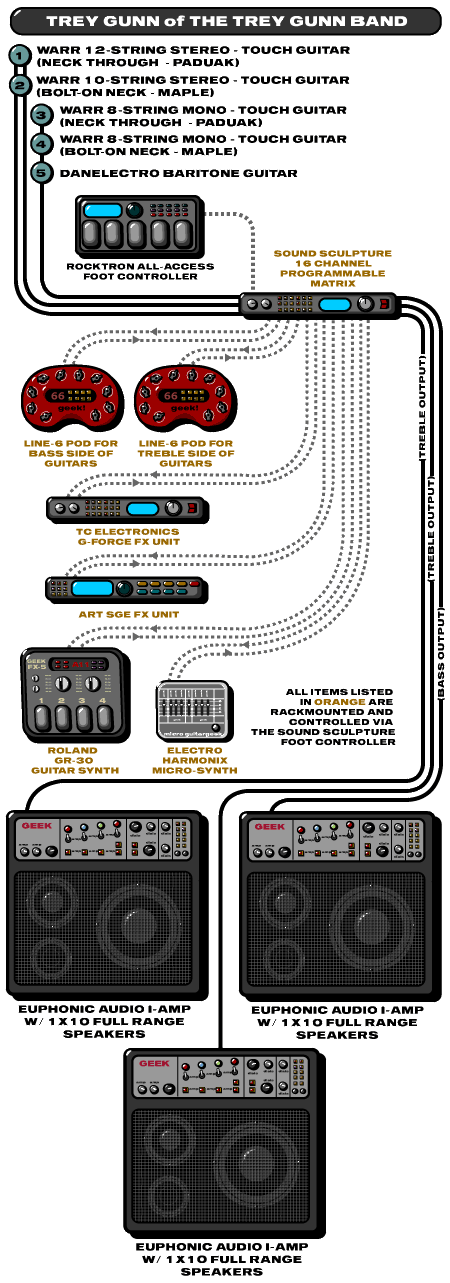 TREY GUNN of THE TREY GUNN BAND
1 WARR 12-STRING STEREO - TOUCH GUITAR
(NECK THROUGH - PADUAK)
2 WARR 10-STRING STEREO - TOUCH GUITAR
(BOLT-ON NECK - MAPLE)
3 WARR 8-STRING MONO - TOUCH GUITAR
(NECK THROUGH - PADUAK)
4 WARR 8-STRING MONO - TOUCH GUITAR
(BOLT-ON NECK - MAPLE)
5 DANELECTRO BARITONE GUITAR
ROCKTRON ALL-ACCESS
FOOT CONTROLLER
SOUND SCULPTURE
16 CHANNEL
PROGRAMMABLE
MATRIX
(TREBLE OUTPUT)
(TREBLE OUTPUT)
(BASS OUTPUT)
66
geek!
66
geek!
LINE-6 POD FOR
BASS SIDE OF
GUITARS
LINE-6 POD FOR
TREBLE SIDE OF
GUITARS
TC ELECTRONICS
G-FORCE FX UNIT
ART SGE FX UNIT
GEEK
FX-5
1 2 3 4
ROLAND
GR-30
GUITAR SYNTH
micro guitargeek
ELECTRO
HARMONIX
MICRO-SYNTH
ALL ITEMS LISTED
IN ORANGE ARE
RACKMOUNTED AND
CONTROLLED VIA
THE SOUND SCULPTURE
FOOT CONTROLLER
GEEK
GEEK
EUPHONIC AUDIO I-AMP
W/ 1X10 FULL RANGE
SPEAKERS
EUPHONIC AUDIO I-AMP
W/ 1X10 FULL RANGE
SPEAKERS
GEEK
EUPHONIC AUDIO I-AMP
W/ 1X10 FULL RANGE
SPEAKERS